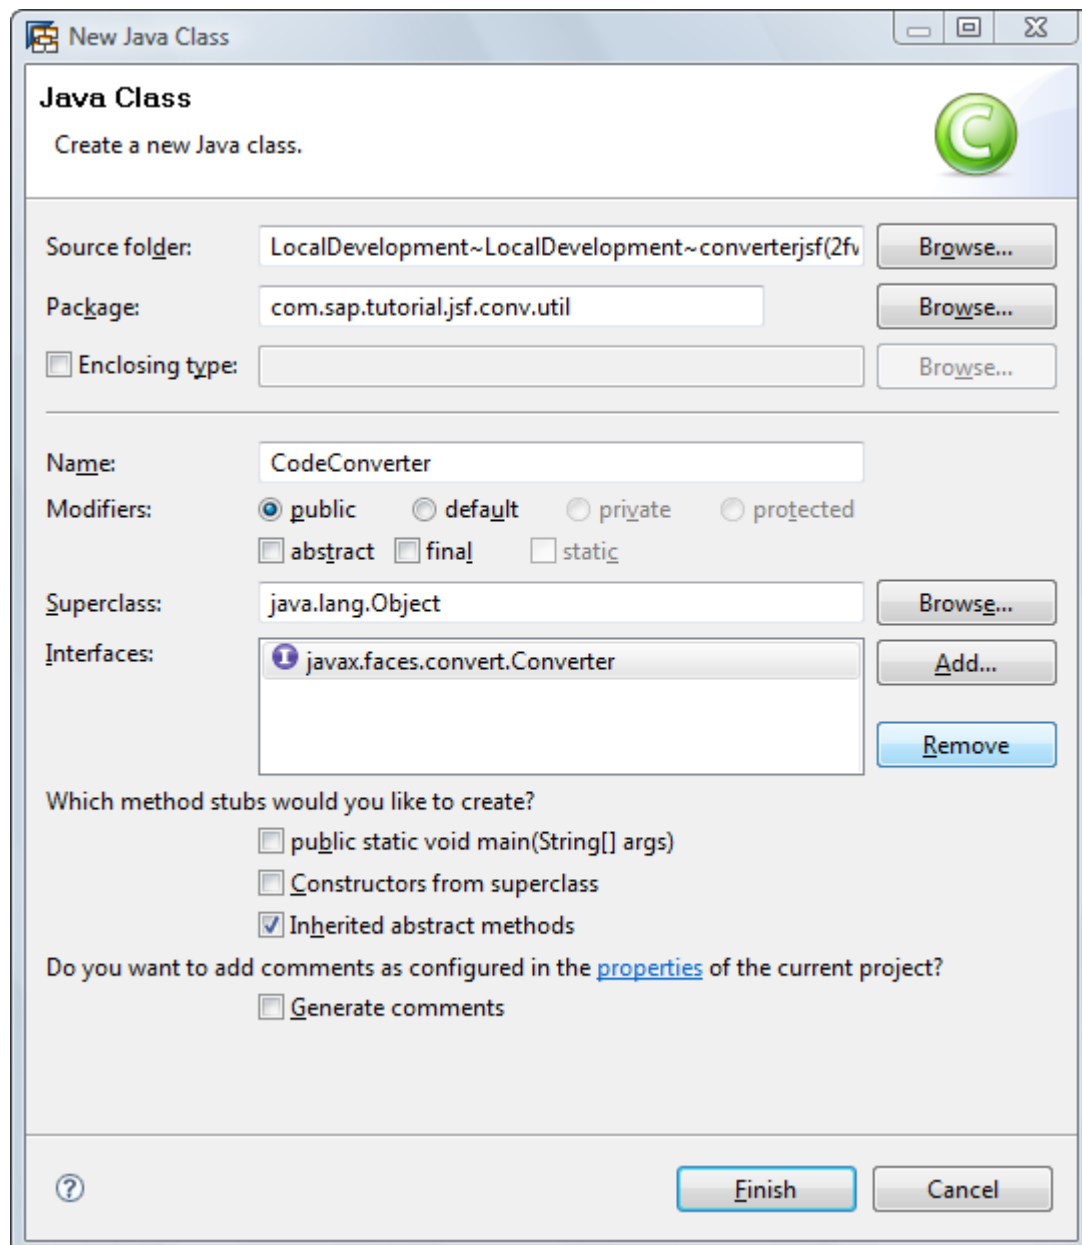 New Java Class
Java Class
Create a new Java class.
C
Source folder: LocalDevelopment~LocalDevelopment~converterjsf(2fv Browse...
Package: com.sap.tutorial.jsf.conv.util Browse...
Enclosing type: Browse...
Name: CodeConverter
Modifiers: public default private protected
abstract final static
Superclass: java.lang.Object Browse...
Interfaces: I javax.faces.convert.Converter Add...
Remove
Which method stubs would you like to create?
public static void main(String[] args)
Constructors from superclass
Inherited abstract methods
Do you want to add comments as configured in the properties of the current project?
Generate comments
? Finish Cancel